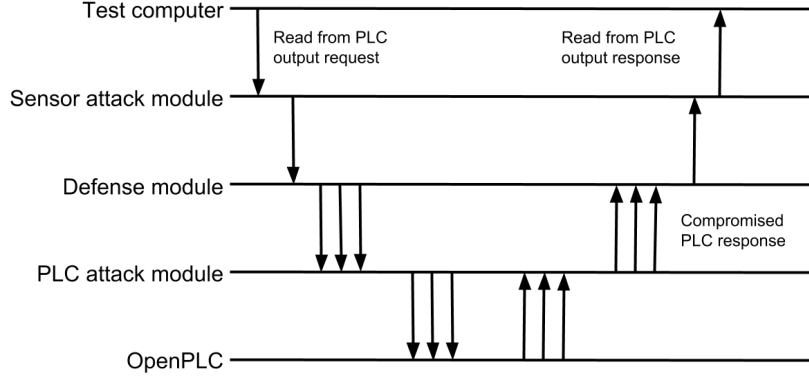 Test computer
Read from PLC
output request
Read from PLC
output response
Sensor attack module
Defense module
Compromised
PLC response
PLC attack module
OpenPLC